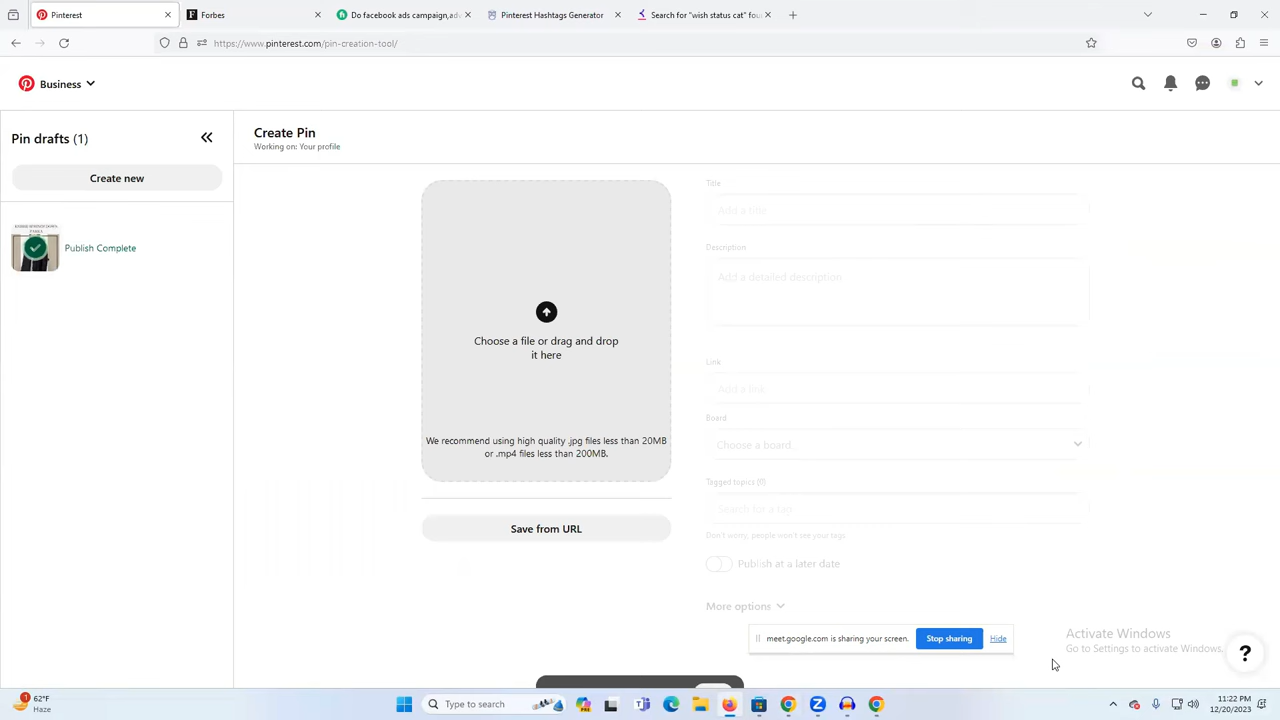 Pinterest
Forbes
Do facebook ads campaign,adv
Pinterest Hashtags Generator
Search for "wish status cat" fou
https://www.pinterest.com/pin-creation-tool/
Business
Pin drafts (1)
Create new
Publish Complete
Create Pin
Working on: Your profile
Choose a file or drag and drop
it here
We recommend using high quality .jpg files less than 20MB
or .mp4 files less than 200MB.
Save from URL
Title
Add a title
Description
Add a detailed description
Link
Add a link
Board
Choose a board
Tagged topics (0)
Search for a tag
Don't worry, people won't see your tags
Publish at a later date
More options
meet.google.com is sharing your screen.
Stop sharing
Hide
Activate Windows
Go to Settings to activate Windows.
?
62°F
Haze
Type to search
11:22 PM
12/20/2023